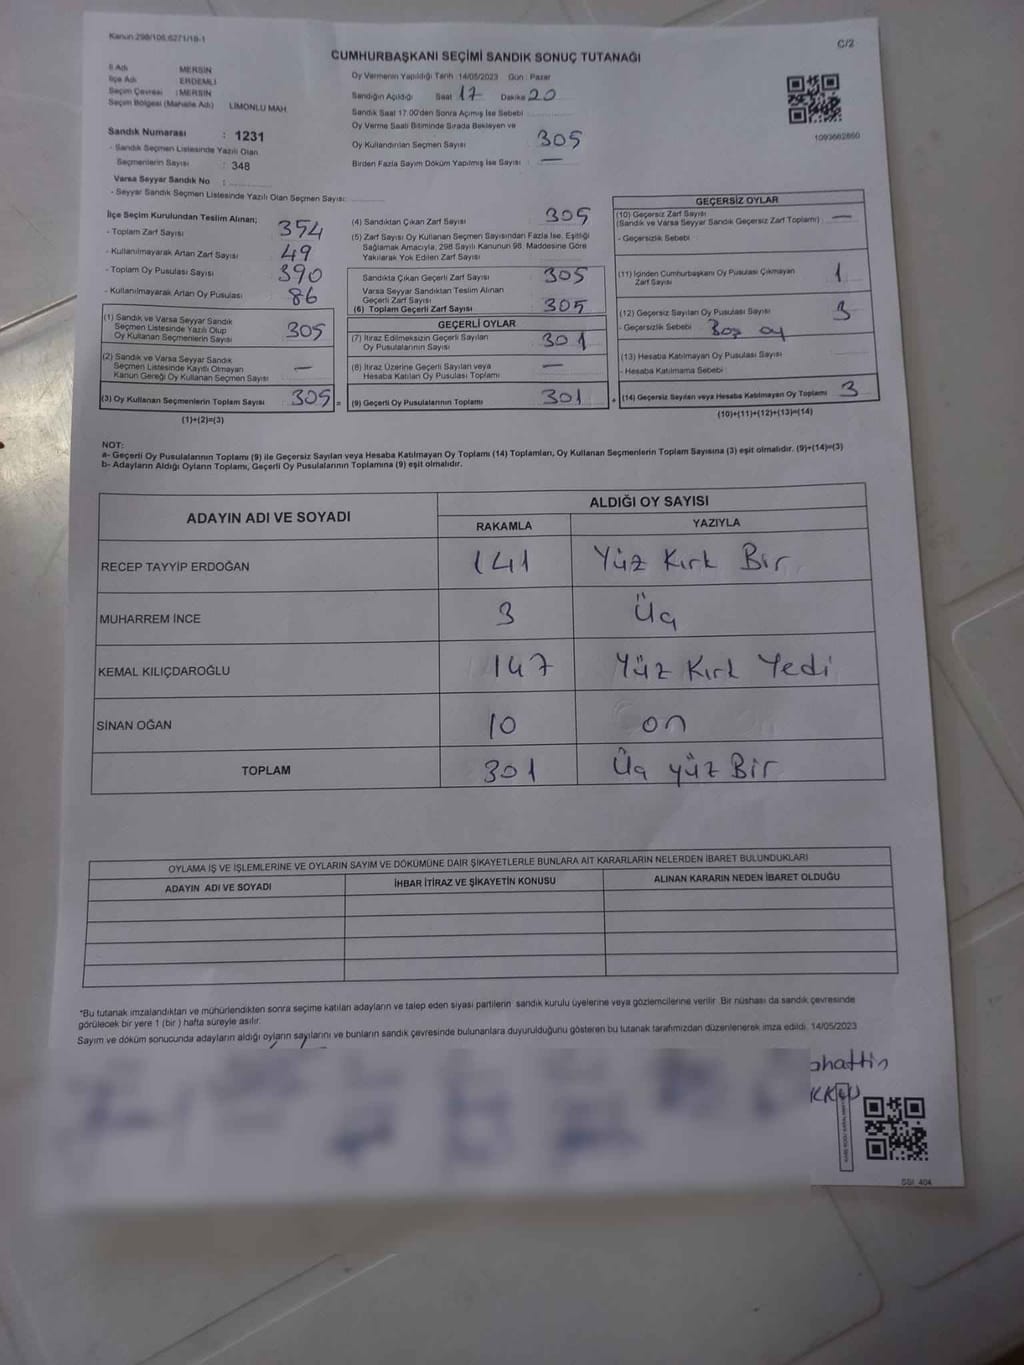 Kanun 298/106.6271/18-1
C/2
CUMHURBAŞKANI SEÇİMİ SANDIK SONUÇ TUTANAĞI
İl Adı MERSİN
İlçe Adı ERDEMLİ
Seçim Çevresi : MERSİN
Seçim Bölgesi (Mahalle Adı) LİMONLU MAH
Sandık Numarası : 1231
- Sandık Seçmen Listesinde Yazılı Olan
Seçmenlerin Sayısı : 348
Varsa Seyyar Sandık No :
- Seyyar Sandık Seçmen Listesinde Yazılı Olan Seçmen Sayısı:
Oy Vermenin Yapıldığı Tarih :14/05/2023 Gün : Pazar
Sandığın Açıldığı Saat 17 Dakika 20
Sandık Saat 17.00'den Sonra Açmış İse Sebebi
Oy Verme Saati Bitiminde Sırada Bekleyen ve
Oy Kullandırılan Seçmen Sayısı : 305
Birden Fazla Sayım Döküm Yapılmış İse Sayısı : —
1093662860
İlçe Seçim Kurulundan Teslim Alınan;
- Toplam Zarf Sayısı 354
- Kullanılmayarak Artan Zarf Sayısı 49
- Toplam Oy Pusulası Sayısı 390
- Kullanılmayarak Artan Oy Pusulası 86
(1) Sandık ve Varsa Seyyar Sandık
Seçmen Listesinde Yazılı Olup
Oy Kullanan Seçmenlerin Sayısı 305
(2) Sandık ve Varsa Seyyar Sandık
Seçmen Listesinde Kayıtlı Olmayan
Kanun Gereği Oy Kullanan Seçmen Sayısı —
(3) Oy Kullanan Seçmenlerin Toplam Sayısı 305 =
(1)+(2)=(3)
(4) Sandıktan Çıkan Zarf Sayısı 305
(5) Zarf Sayısı Oy Kullanan Seçmen Sayısından Fazla İse, Eşitliği
Sağlamak Amacıyla, 298 Sayılı Kanunun 98. Maddesine Göre
Yakılarak Yok Edilen Zarf Sayısı
Sandıkta Çıkan Geçerli Zarf Sayısı 305
Varsa Seyyar Sandıktan Teslim Alınan
Geçerli Zarf Sayısı
(6) Toplam Geçerli Zarf Sayısı 305
GEÇERLİ OYLAR
(7) İtiraz Edilmeksizin Geçerli Sayılan
Oy Pusulalarının Sayısı 301
(8) İtiraz Üzerine Geçerli Sayılan veya
Hesaba Katılan Oy Pusulası Toplamı —
(9) Geçerli Oy Pusulalarının Toplamı 301 +
GEÇERSİZ OYLAR
(10) Geçersiz Zarf Sayısı
(Sandık ve Varsa Seyyar Sandık Geçersiz Zarf Toplamı) —
- Geçersizlik Sebebi
(11) İçinden Cumhurbaşkanı Oy Pusulası Çıkmayan
Zarf Sayısı 1
(12) Geçersiz Sayılan Oy Pusulası Sayısı 3
- Geçersizlik Sebebi Boş oy
(13) Hesaba Katılmayan Oy Pusulası Sayısı
- Hesaba Katılmama Sebebi
(14) Geçersiz Sayılan veya Hesaba Katılmayan Oy Toplamı 3
(10)+(11)+(12)+(13)=(14)
NOT:
a- Geçerli Oy Pusulalarının Toplamı (9) ile Geçersiz Sayılan veya Hesaba Katılmayan Oy Toplamı (14) Toplamları, Oy Kullanan Seçmenlerin Toplam Sayısına (3) eşit olmalıdır. (9)+(14)=(3)
b- Adayların Aldığı Oyların Toplamı, Geçerli Oy Pusulalarının Toplamına (9) eşit olmalıdır.
ADAYIN ADI VE SOYADI ALDIĞI OY SAYISI
RAKAMLA YAZIYLA
RECEP TAYYİP ERDOĞAN 141 Yüz Kırk Bir
MUHARREM İNCE 3 Üç
KEMAL KILIÇDAROĞLU 147 Yüz Kırk Yedi
SİNAN OĞAN 10 on
TOPLAM 301 Üç yüz Bir
OYLAMA İŞ VE İŞLEMLERİNE VE OYLARIN SAYIM VE DÖKÜMÜNE DAİR ŞİKAYETLERLE BUNLARA AİT KARARLARIN NELERDEN İBARET BULUNDUKLARI
ADAYIN ADI VE SOYADI İHBAR İTİRAZ VE ŞİKAYETİN KONUSU ALINAN KARARIN NEDEN İBARET OLDUĞU
*Bu tutanak imzalandıktan ve mühürlendikten sonra seçime katılan adayların ve talep eden siyasi partilerin sandık kurulu üyelerine veya gözlemcilerine verilir. Bir nüshası da sandık çevresinde
görülecek bir yere 1 (bir ) hafta süreyle asılır.
Sayım ve döküm sonucunda adayların aldığı oyların sayılarını ve bunların sandık çevresinde bulunanlara duyurulduğunu gösteren bu tutanak tarafımızdan düzenlenerek imza edildi. 14/05/2023
ahattin
SSI 404